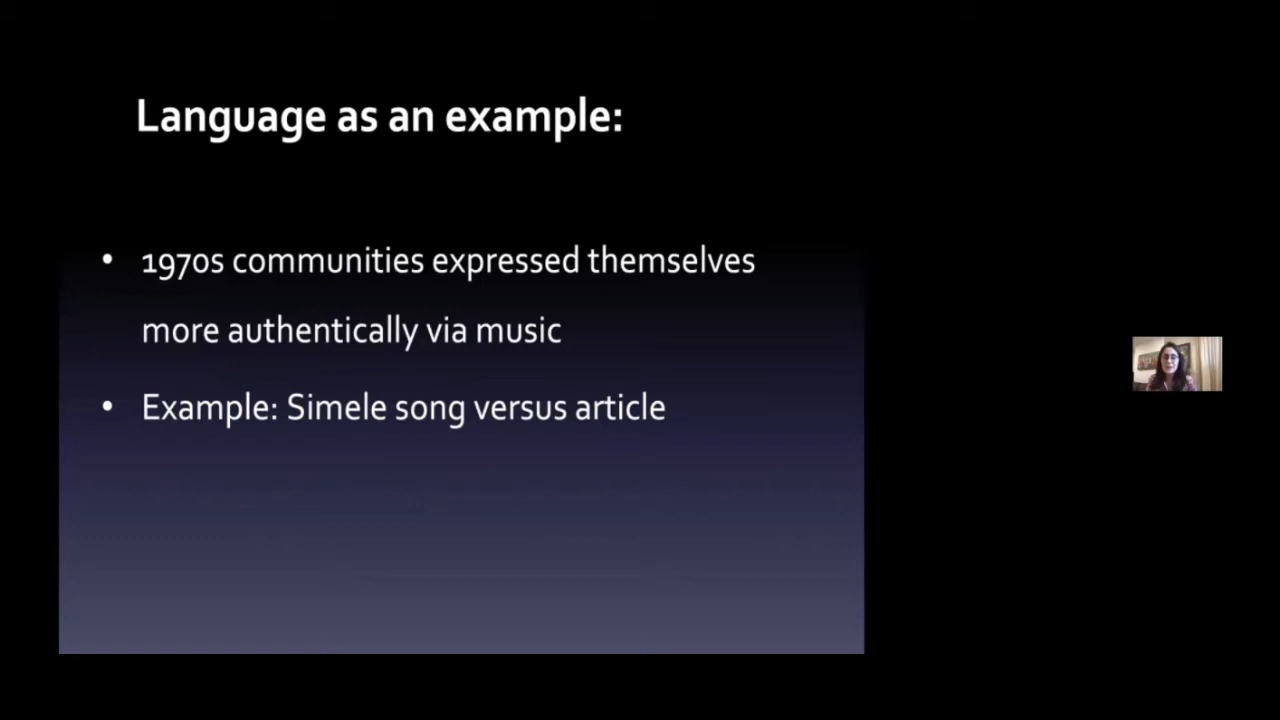 Language as an example:
• 1970s communities expressed themselves
more authentically via music
• Example: Simele song versus article